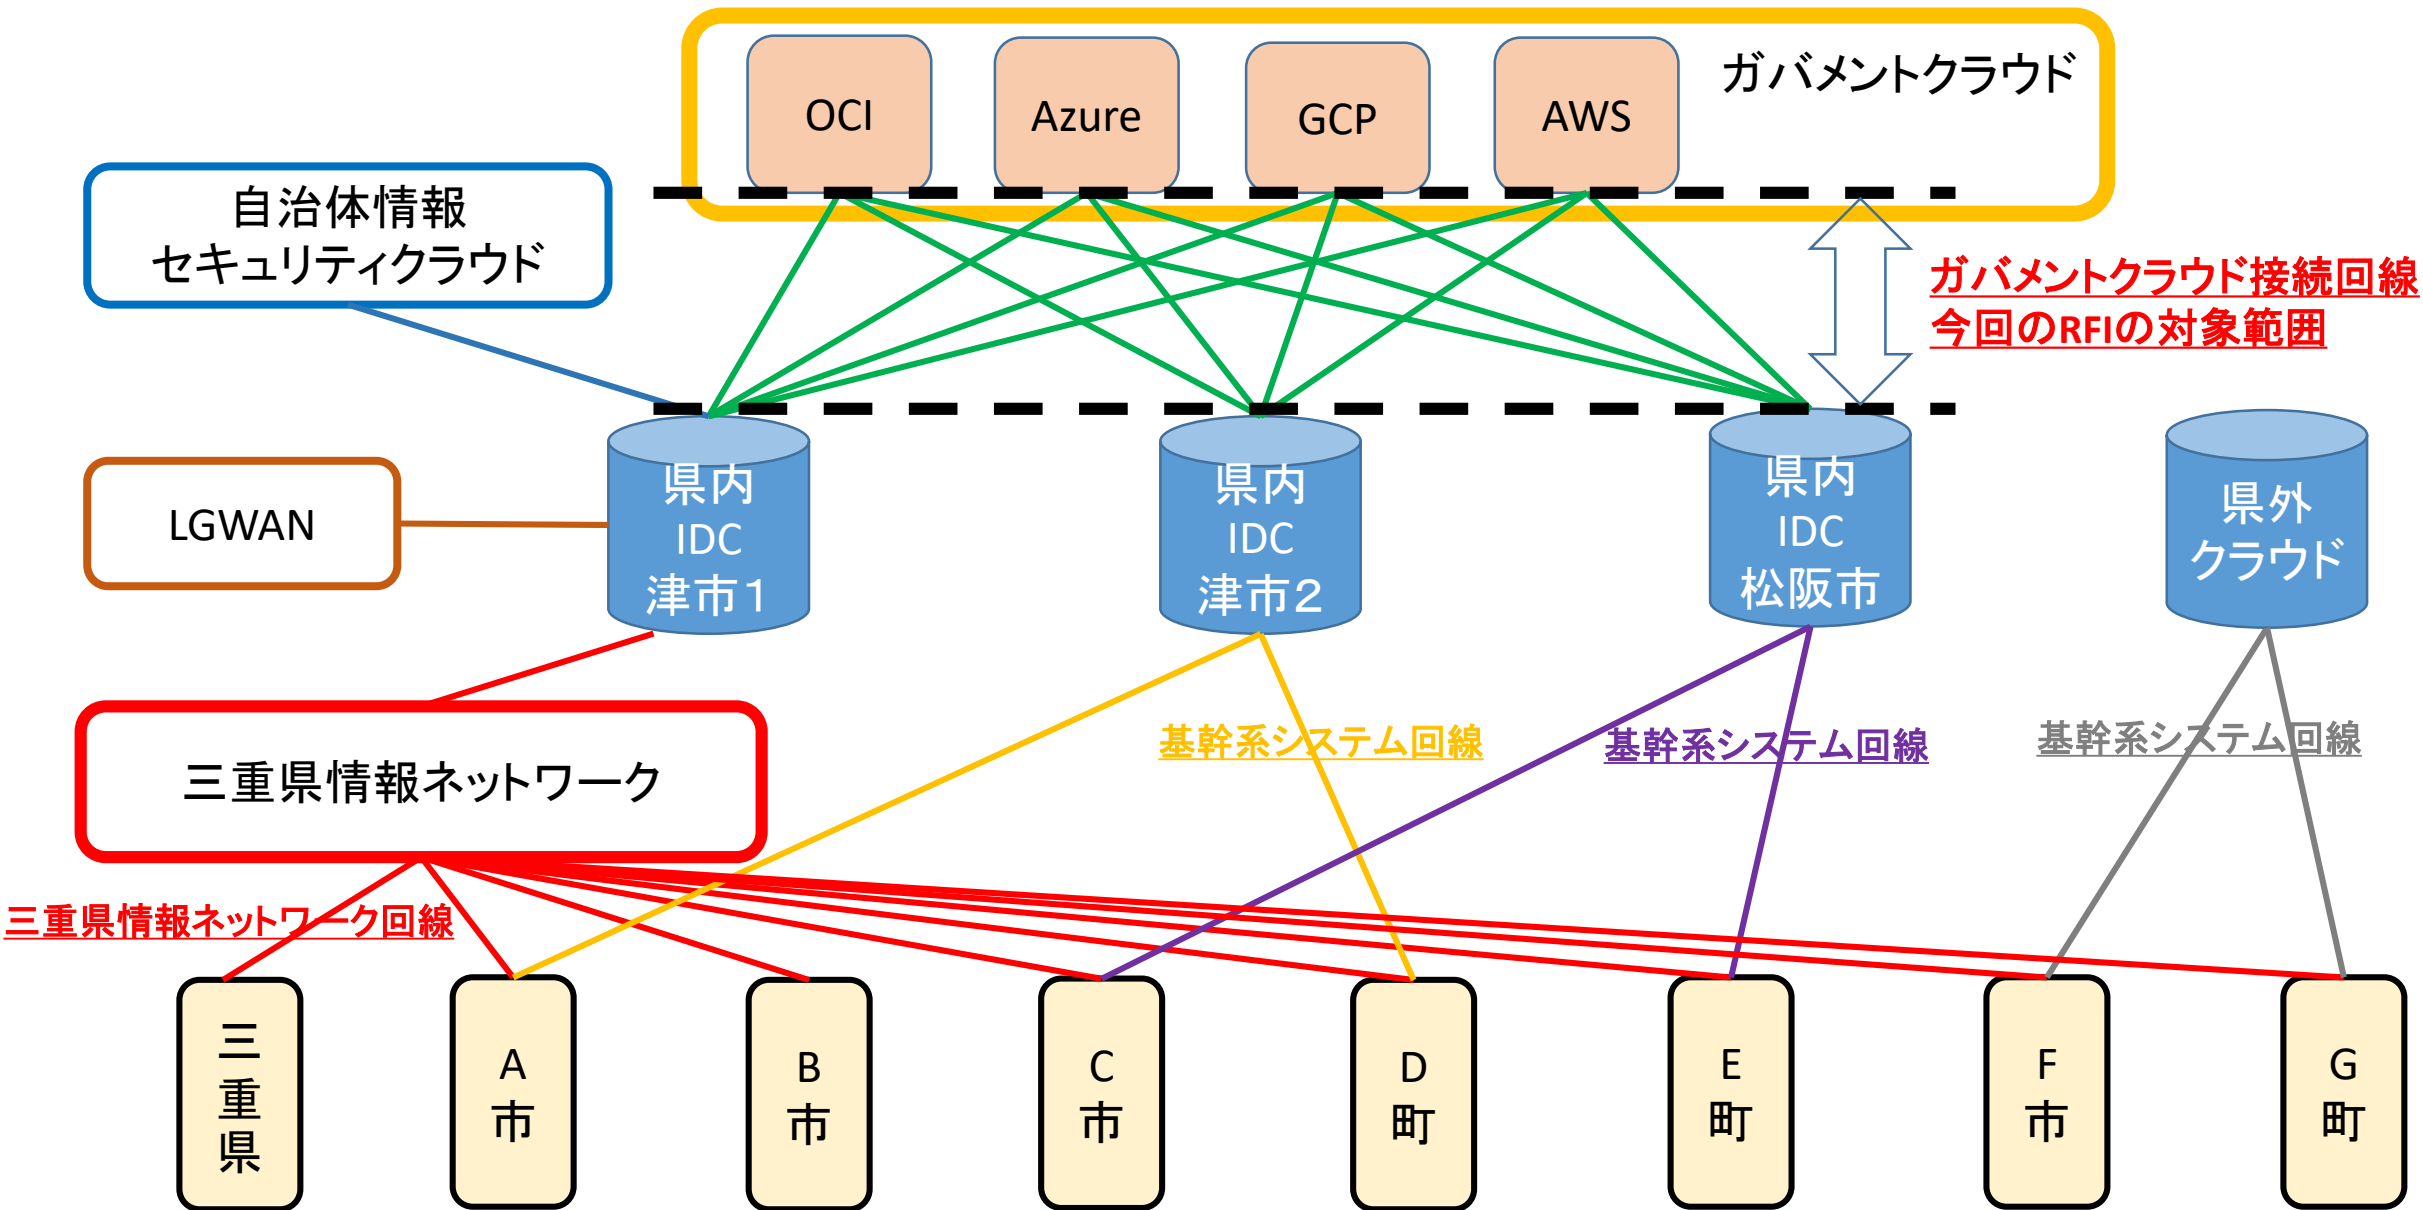 OCI
Azure
GCP
AWS
ガバメントクラウド
自治体情報
セキュリティクラウド
ガバメントクラウド接続回線
今回のRFIの対象範囲
LGWAN
県内
IDC
津市１
県内
IDC
津市２
県内
IDC
松阪市
県外
クラウド
三重県情報ネットワーク
基幹系システム回線
基幹系システム回線
基幹系システム回線
三重県情報ネットワーク回線
三
重
県
A
市
B
市
C
市
D
町
E
町
F
市
G
町